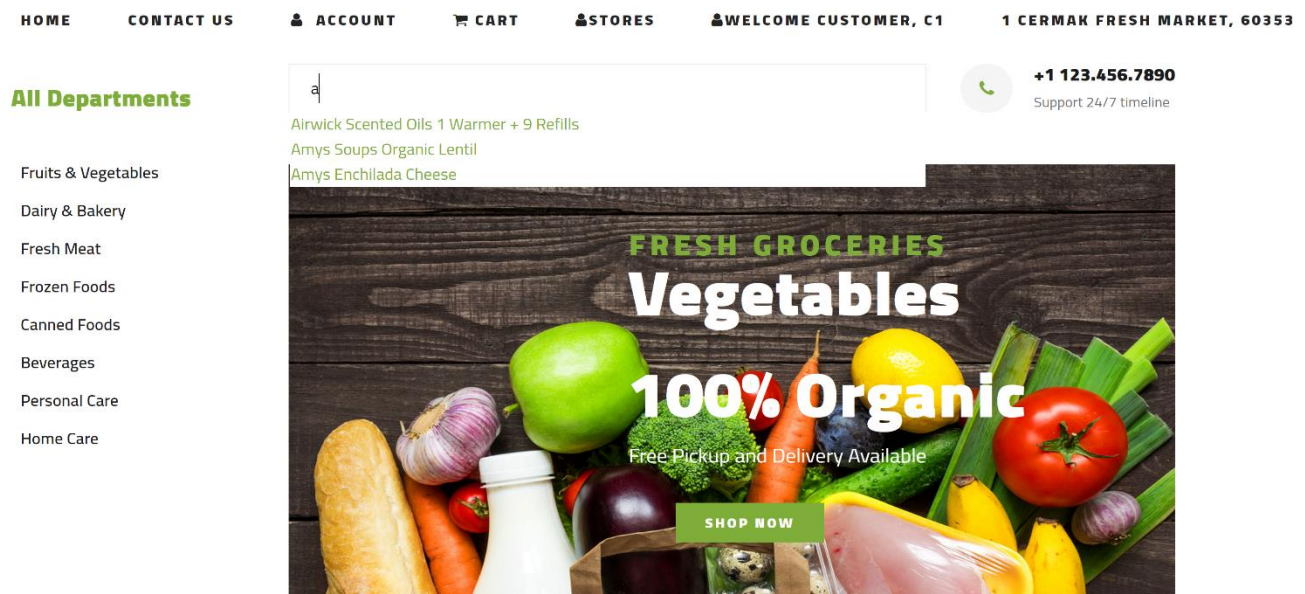 HOME CONTACT US ACCOUNT CART STORES WELCOME CUSTOMER, C1 1 CERMAK FRESH MARKET, 60353
All Departments
a
+1 123.456.7890
Support 24/7 timeline
Airwick Scented Oils 1 Warmer + 9 Refills
Amys Soups Organic Lentil
Amys Enchilada Cheese
Fruits & Vegetables
Dairy & Bakery
Fresh Meat
Frozen Foods
Canned Foods
Beverages
Personal Care
Home Care
FRESH GROCERIES
Vegetables
100% Organic
Free Pickup and Delivery Available
SHOP NOW